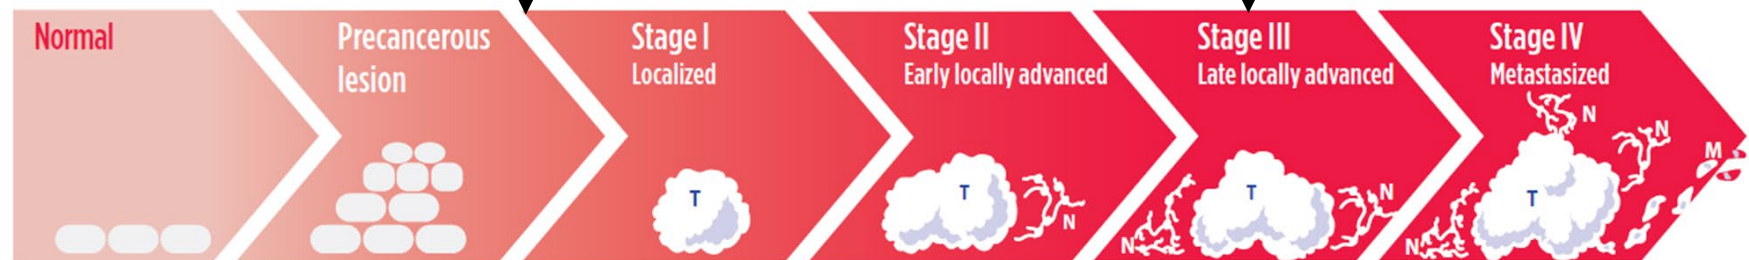 Normal
Precancerous
lesion
Stage I
Localized
T
Stage II
Early locally advanced
T
N
Stage III
Late locally advanced
T
N
N
Stage IV
Metastasized
N
N
M
T
N